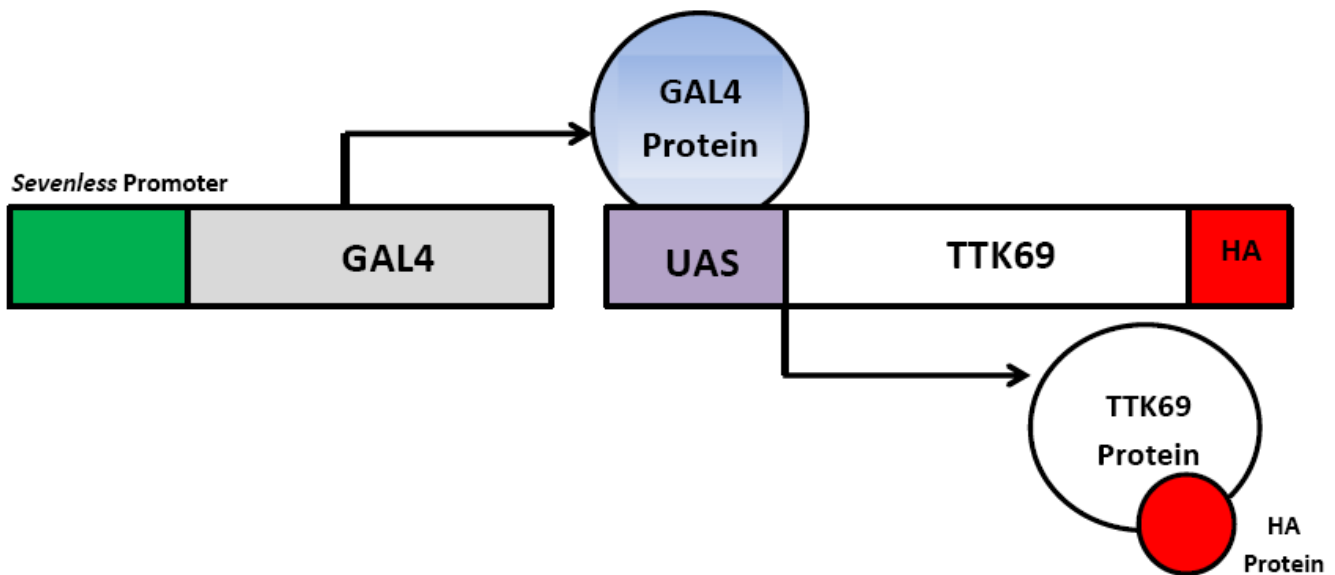 GAL4
Protein
Sevenless Promoter
GAL4
UAS
TTK69
HA
TTK69
Protein
HA
Protein